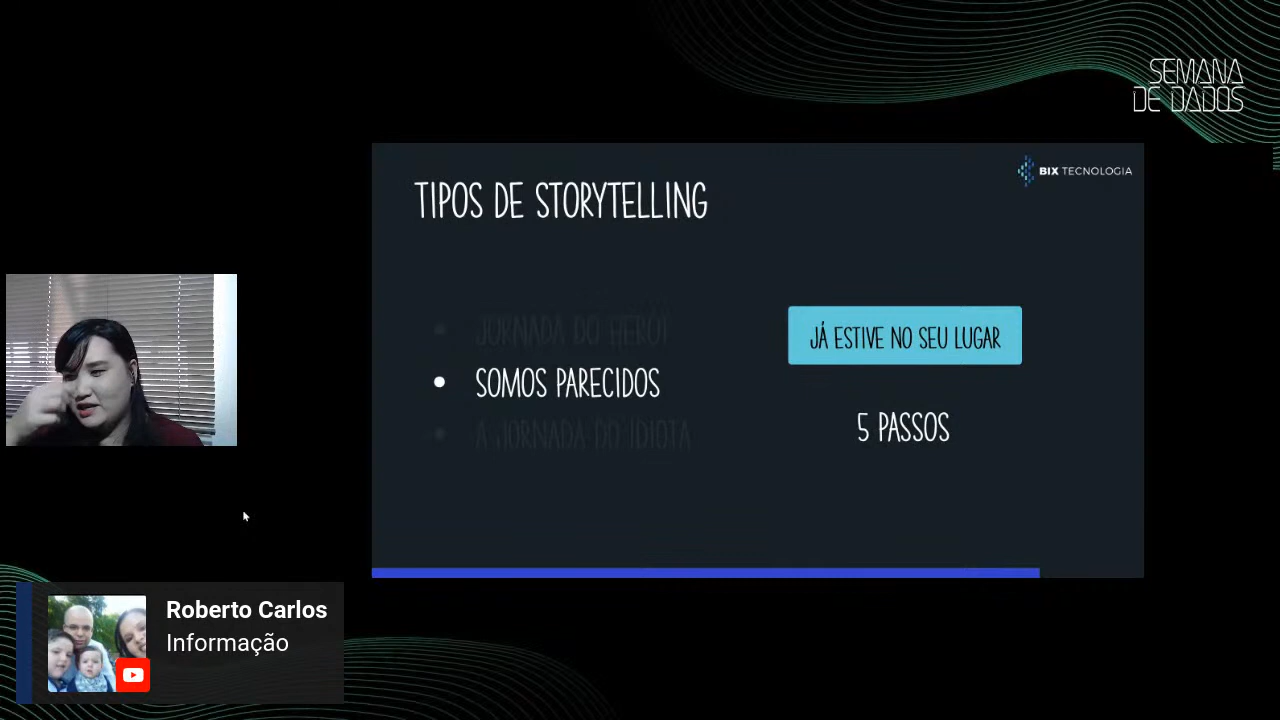 SEMANA
DE DADOS
BIX TECNOLOGIA
TIPOS DE STORYTELLING
JORNADA DO HERÓI
SOMOS PARECIDOS
A JORNADA DO IDIOTA
JÁ ESTIVE NO SEU LUGAR
5 PASSOS
Roberto Carlos
Informação